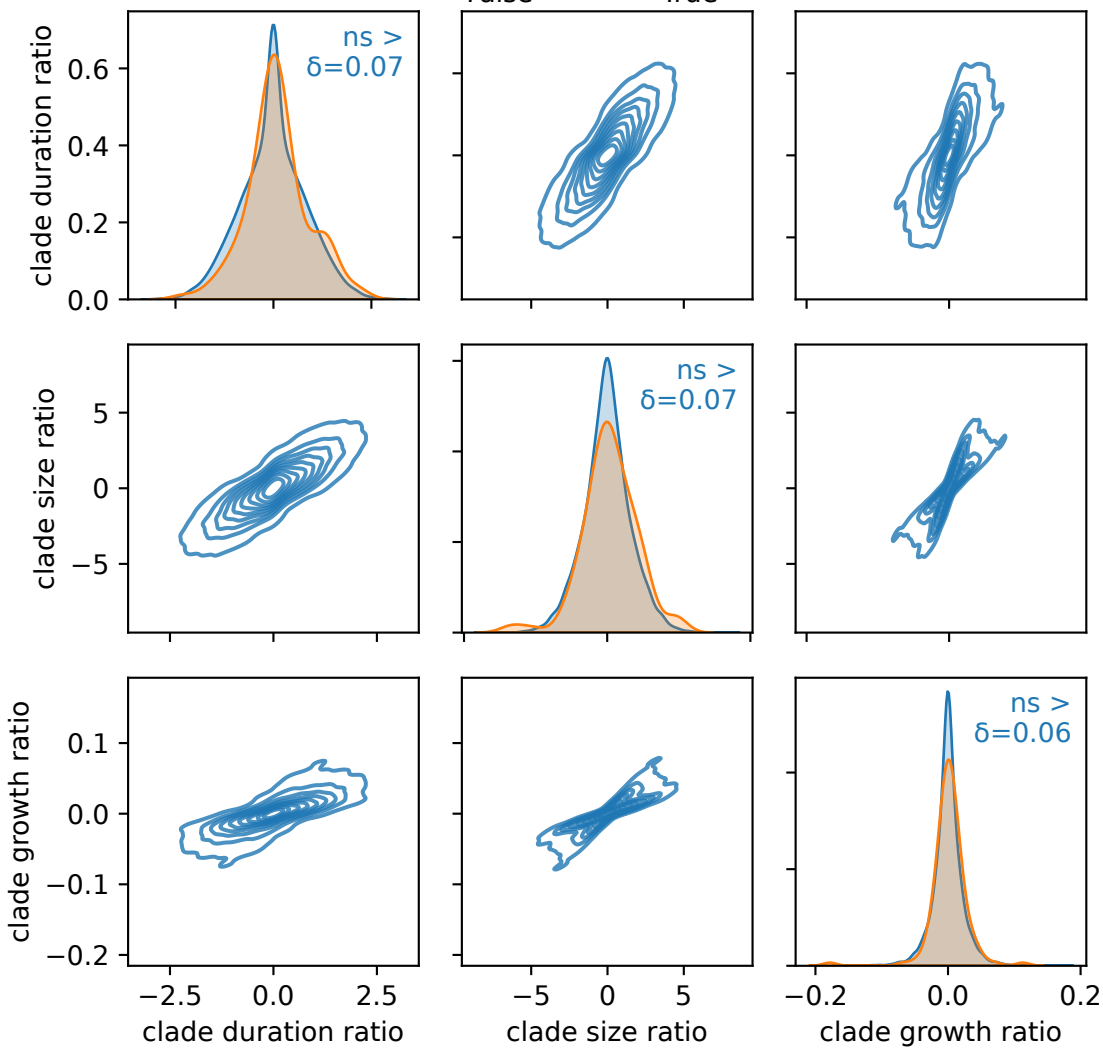 clade duration ratio
0.6
0.4
0.2
0.0
ns >
δ=0.07
clade size ratio
5
0
−5
ns >
δ=0.07
clade growth ratio
0.1
0.0
−0.1
−0.2
ns >
δ=0.06
−2.5 0.0 2.5
−5 0 5
−0.2 0.0 0.2
clade duration ratio
clade size ratio
clade growth ratio